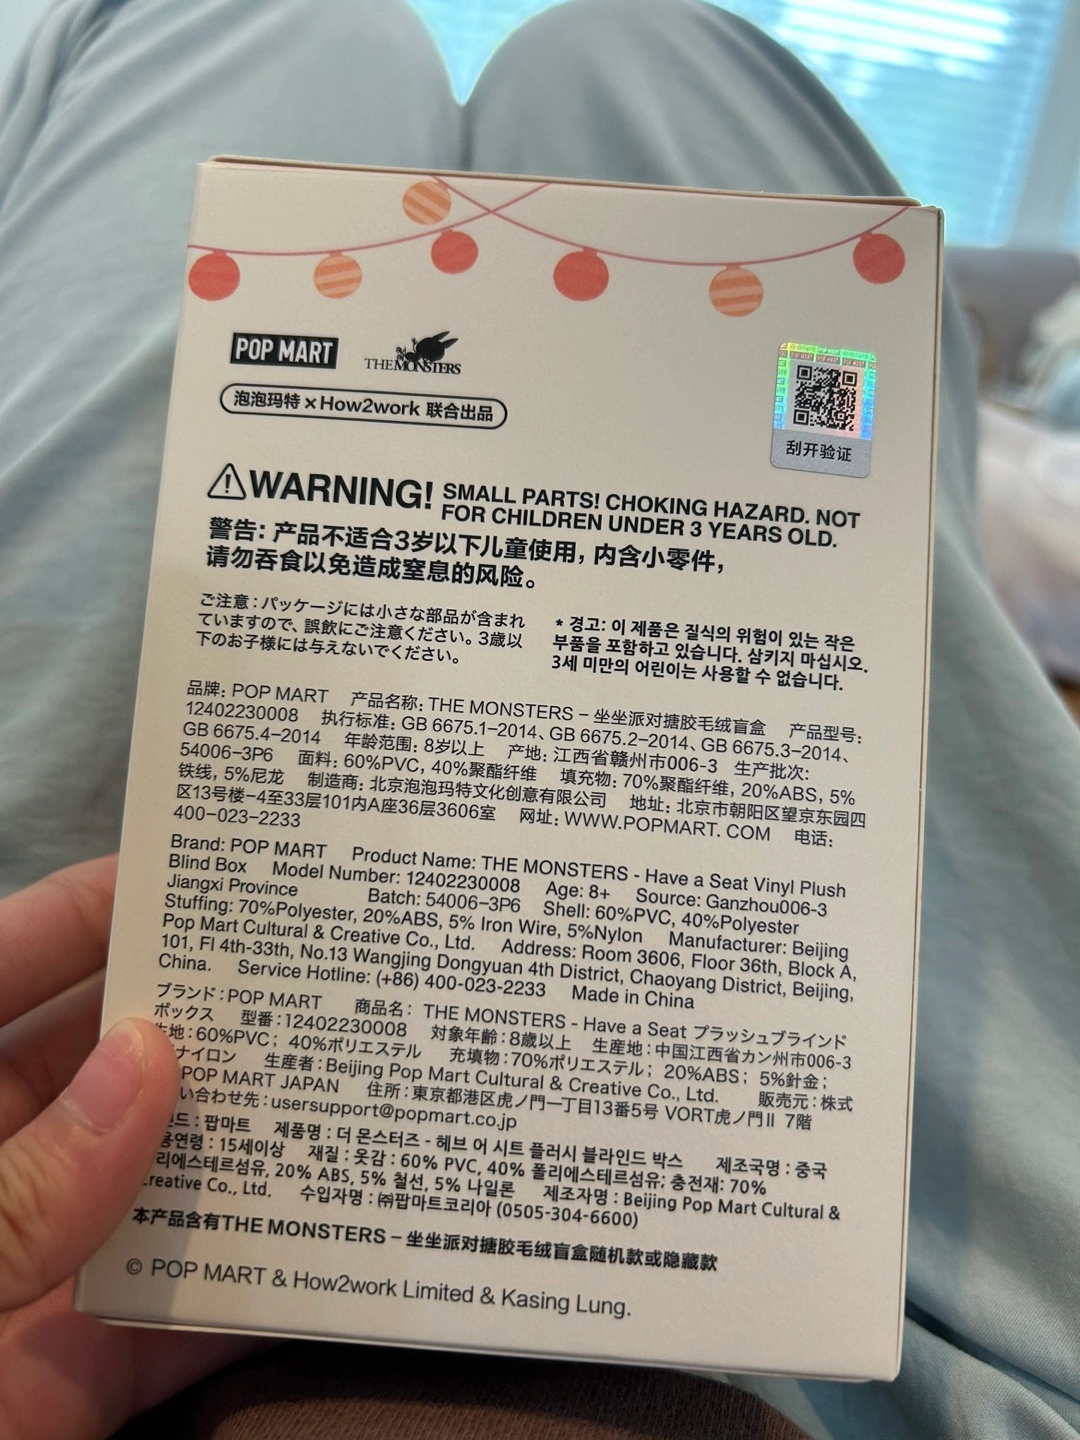 POP MART
THE MONSTERS
泡泡玛特×How2work 联合出品
刮开验证
WARNING! SMALL PARTS! CHOKING HAZARD. NOT
FOR CHILDREN UNDER 3 YEARS OLD.
警告: 产品不适合3岁以下儿童使用, 内含小零件,
请勿吞食以免造成窒息的风险。
ご注意:パッケージには小さな部品が含まれ
ていますので、誤飲にご注意ください。3歳以
下のお子様には与えないでください。
* 경고: 이 제품은 질식의 위험이 있는 작은
부품을 포함하고 있습니다. 삼키지 마십시오.
3세 미만의 어린이는 사용할 수 없습니다.
品牌: POP MART 产品名称: THE MONSTERS – 坐坐派对搪胶毛绒盲盒 产品型号:
12402230008 执行标准: GB 6675.1–2014、GB 6675.2–2014、GB 6675.3–2014、
GB 6675.4–2014 年龄范围: 8岁以上 产地: 江西省赣州市006-3 生产批次:
54006–3P6 面料: 60%PVC, 40%聚酯纤维 填充物: 70%聚酯纤维, 20%ABS, 5%
铁线, 5%尼龙 制造商: 北京泡泡玛特文化创意有限公司 地址: 北京市朝阳区望京东园四
区13号楼–4至33层101内A座36层3606室 网址: WWW.POPMART. COM 电话:
400–023–2233
Brand: POP MART Product Name: THE MONSTERS - Have a Seat Vinyl Plush
Blind Box Model Number: 12402230008 Age: 8+ Source: Ganzhou006-3
Jiangxi Province Batch: 54006–3P6 Shell: 60%PVC, 40%Polyester
Stuffing: 70%Polyester, 20%ABS, 5% Iron Wire, 5%Nylon Manufacturer: Beijing
Pop Mart Cultural & Creative Co., Ltd. Address: Room 3606, Floor 36th, Block A,
101, Fl 4th-33th, No.13 Wangjing Dongyuan 4th District, Chaoyang District, Beijing,
China. Service Hotline: (+86) 400-023-2233 Made in China
ブランド:POP MART 商品名: THE MONSTERS - Have a Seat プラッシュブラインド
ボックス 型番:12402230008 対象年齢:8歳以上 生産地:中国江西省カン州市006-3
生地:60%PVC; 40%ポリエステル 充填物:70%ポリエステル; 20%ABS; 5%針金;
ナイロン 生産者:Beijing Pop Mart Cultural & Creative Co., Ltd. 販売元:株式
POP MART JAPAN 住所:東京都港区虎ノ門一丁目13番5号 VORT虎ノ門II 7階
い合わせ先:usersupport@popmart.co.jp
드 : 팝마트 제품명 : 더 몬스터즈 - 헤브 어 시트 플러시 블라인드 박스 제조국명 : 중국
용연령 : 15세이상 재질 : 옷감 : 60% PVC, 40% 폴리에스테르섬유; 충전재: 70%
리에스테르섬유, 20% ABS, 5% 철선, 5% 나일론 제조자명 : Beijing Pop Mart Cultural &
Creative Co., Ltd. 수입자명 : ㈜팝마트코리아 (0505-304-6600)
本产品含有THE MONSTERS – 坐坐派对搪胶毛绒盲盒随机款或隐藏款
© POP MART & How2work Limited & Kasing Lung.